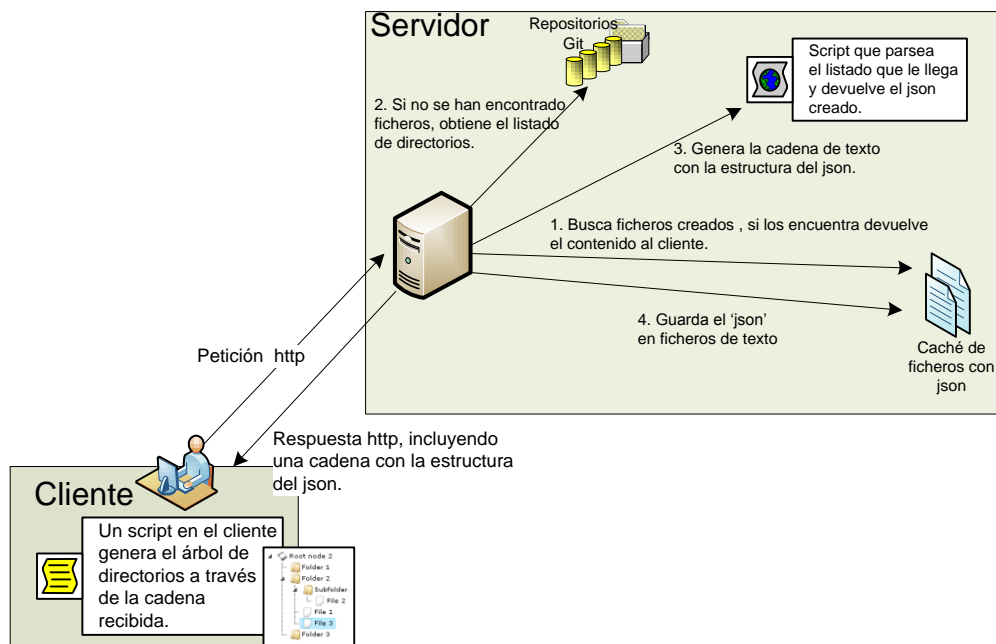 Servidor
Repositorios
Git
Script que parsea
el listado que le llega
y devuelve el json
creado.
2. Si no se han encontrado
ficheros, obtiene el listado
de directorios.
3. Genera la cadena de texto
con la estructura del json.
1. Busca ficheros creados , si los encuentra devuelve
el contenido al cliente.
4. Guarda el ‘json’
en ficheros de texto
Caché de
ficheros con
json
Petición http
Respuesta http, incluyendo
una cadena con la estructura
del json.
Cliente
Un script en el cliente
genera el árbol de
directorios a través
de la cadena
recibida.
Root node 2
Folder 1
Folder 2
Subfolder
File 2
File 1
File 3
Folder 3